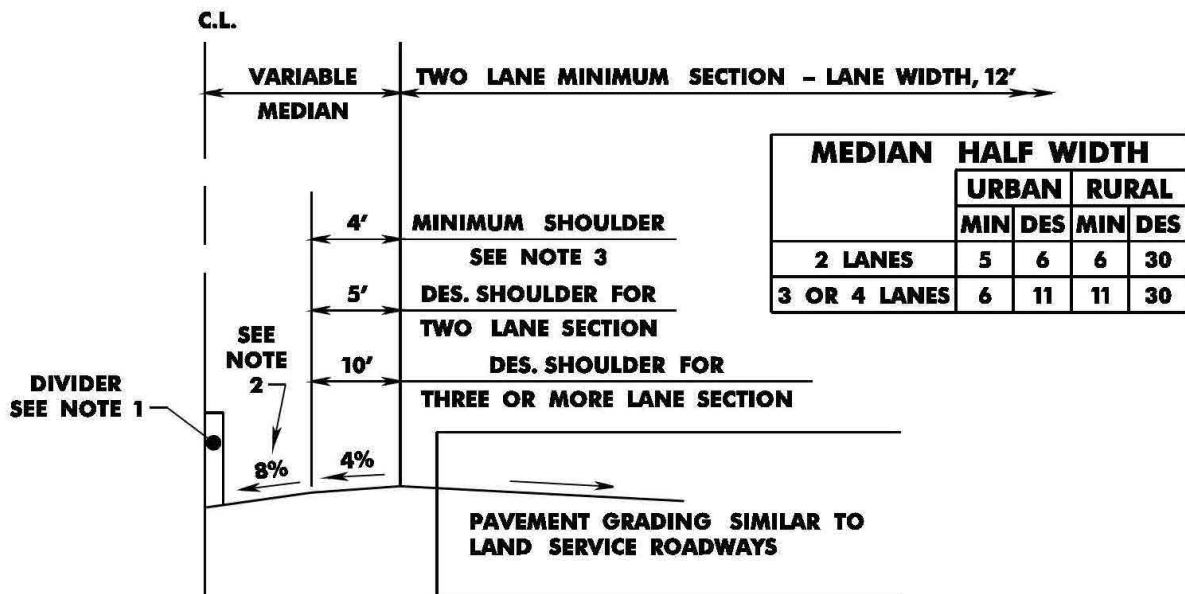 C.L.
VARIABLE
MEDIAN
TWO LANE MINIMUM SECTION – LANE WIDTH, 12'
MEDIAN HALF WIDTH
URBAN RURAL
MIN DES MIN DES
2 LANES 5 6 6 30
3 OR 4 LANES 6 11 11 30
4' MINIMUM SHOULDER
SEE NOTE 3
5' DES. SHOULDER FOR
TWO LANE SECTION
10' DES. SHOULDER FOR
THREE OR MORE LANE SECTION
SEE
NOTE
2
DIVIDER
SEE NOTE 1
8%
4%
PAVEMENT GRADING SIMILAR TO
LAND SERVICE ROADWAYS